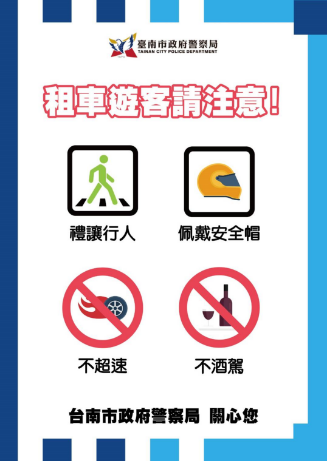 臺南市政府警察局
TAINAN CITY POLICE DEPARTMENT
租車遊客請注意!
禮讓行人
佩戴安全帽
不超速
不酒駕
台南市政府警察局 關心您